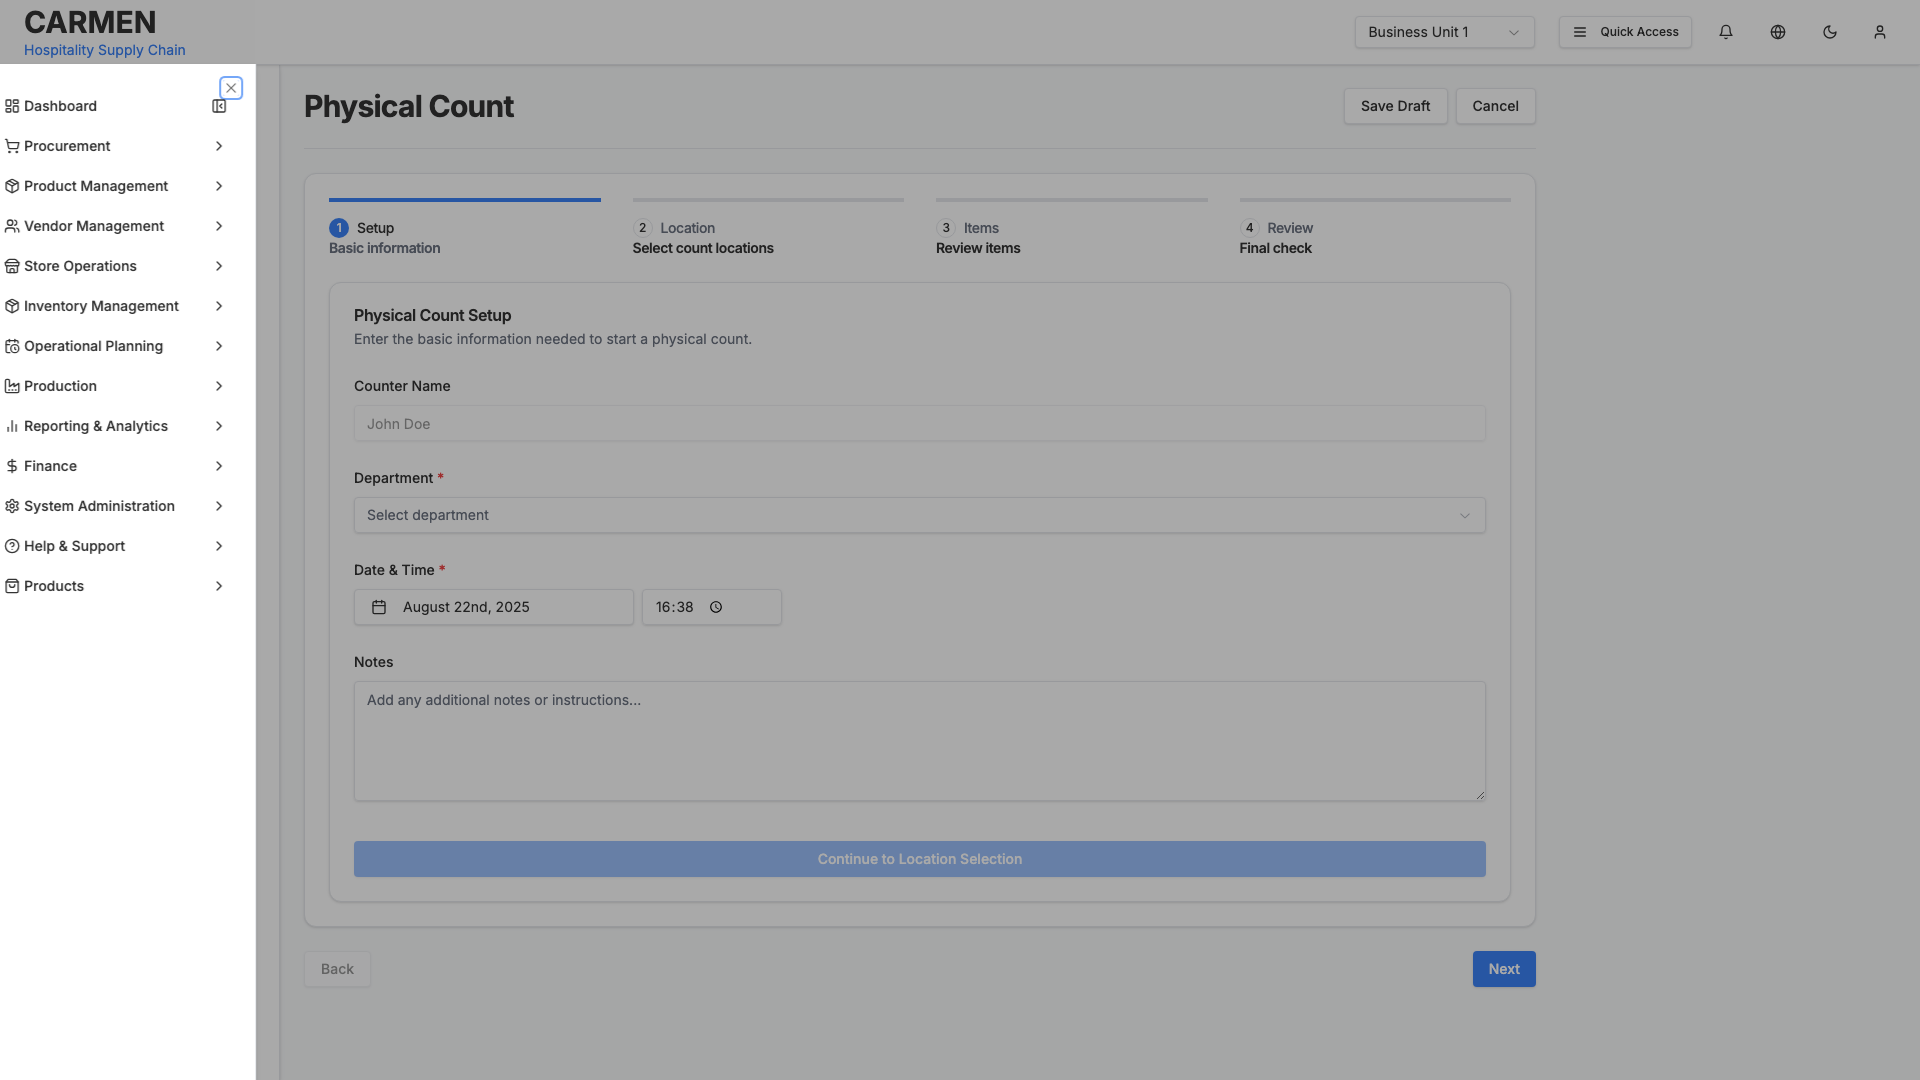 CARMEN
Hospitality Supply Chain
Business Unit 1
Quick Access
Dashboard
Procurement
Product Management
Vendor Management
Store Operations
Inventory Management
Operational Planning
Production
Reporting & Analytics
Finance
System Administration
Help & Support
Products
Physical Count
Save Draft
Cancel
1 Setup
Basic information
2 Location
Select count locations
3 Items
Review items
4 Review
Final check
Physical Count Setup
Enter the basic information needed to start a physical count.
Counter Name
John Doe
Department *
Select department
Date & Time *
August 22nd, 2025
16:38
Notes
Add any additional notes or instructions...
Continue to Location Selection
Back
Next